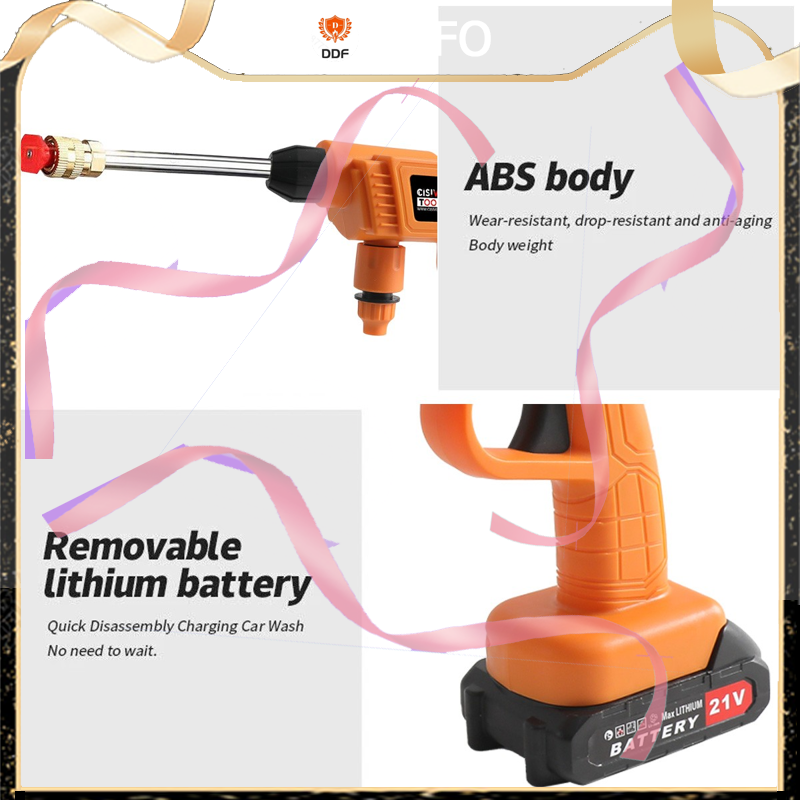 DDF
FO
ABS body
Wear-resistant, drop-resistant and anti-aging
Body weight
Removable
lithium battery
Quick Disassembly Charging Car Wash
No need to wait.
Max LITHIUM
BATTERY
21V